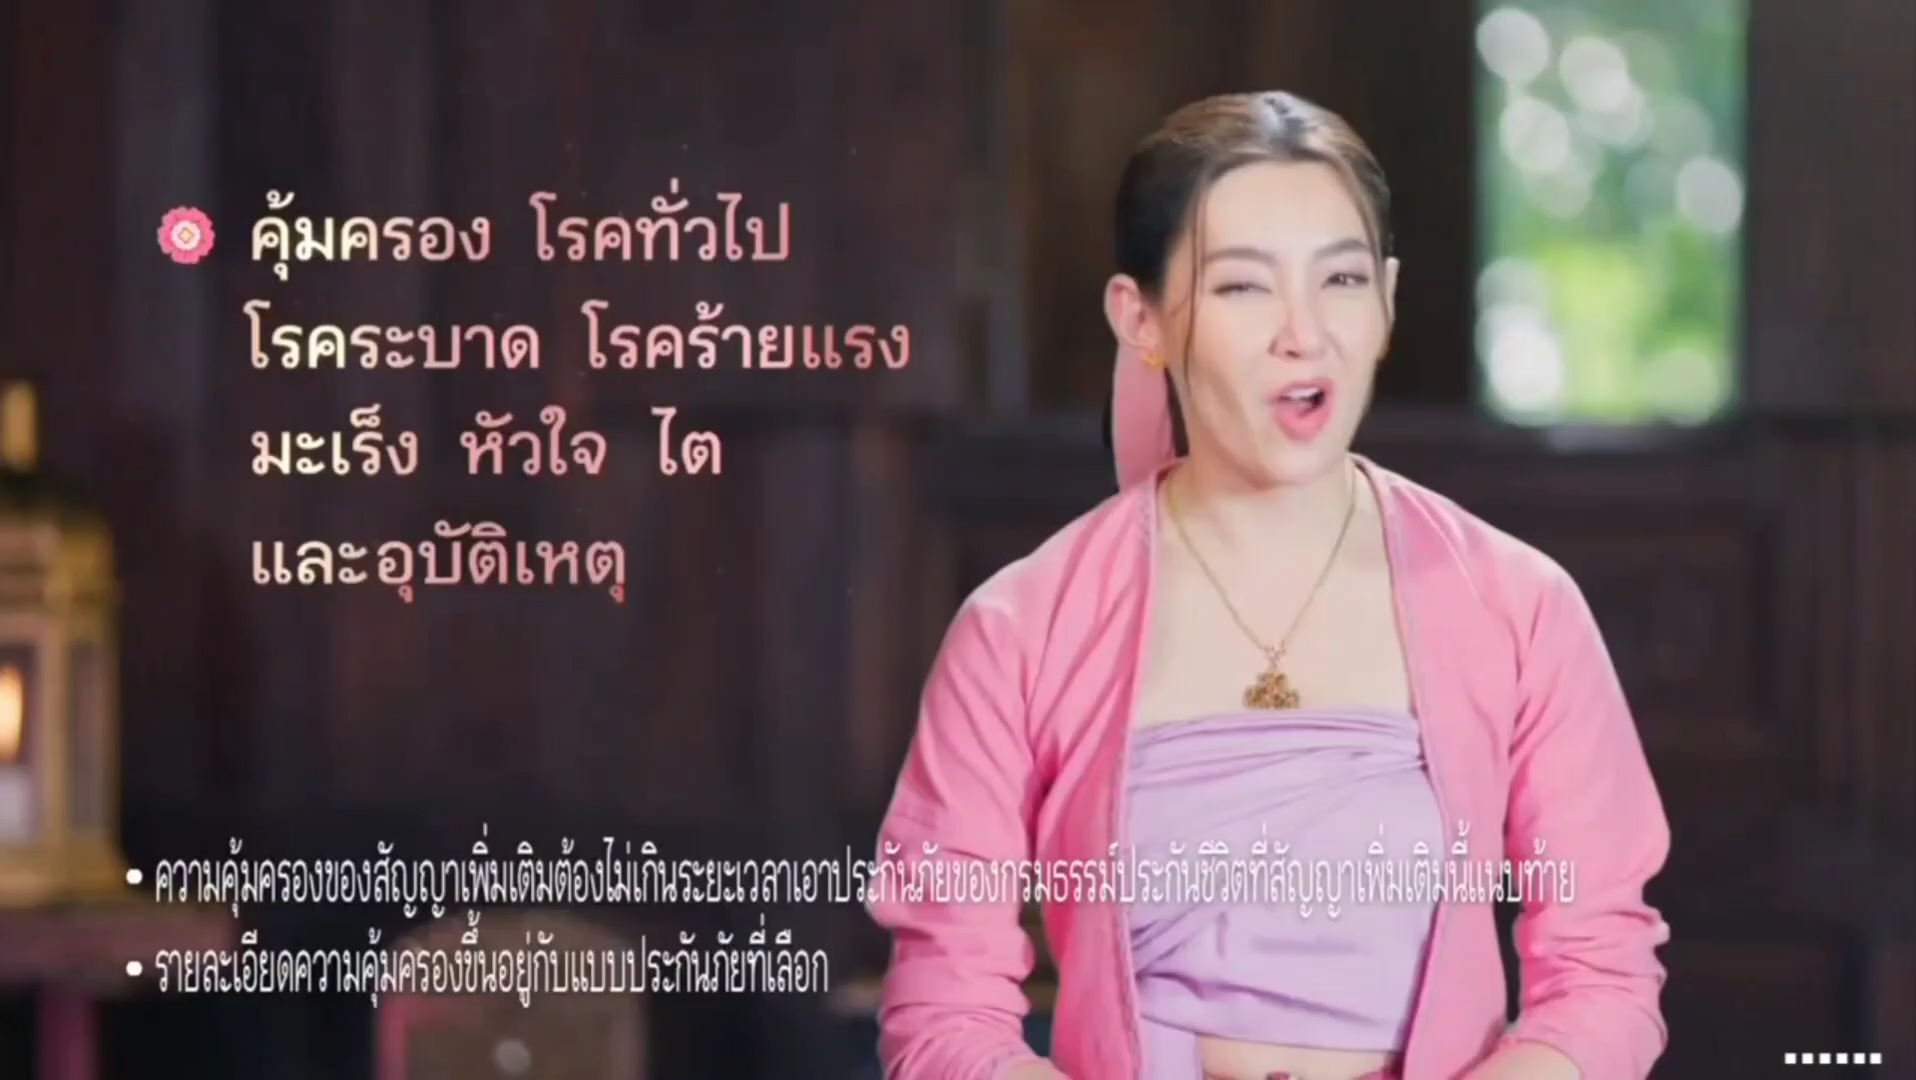 คุ้มครอง โรคทั่วไป
โรคระบาด โรคร้ายแรง
มะเร็ง หัวใจ ไต
และอุบัติเหตุ
• ความคุ้มครองของสัญญาเพิ่มเติมต้องไม่เกินระยะเวลาเอาประกันภัยของกรมธรรม์ประกันชีวิตที่สัญญาเพิ่มเติมนี้แนบท้าย
• รายละเอียดความคุ้มครองขึ้นอยู่กับแบบประกันภัยที่เลือก